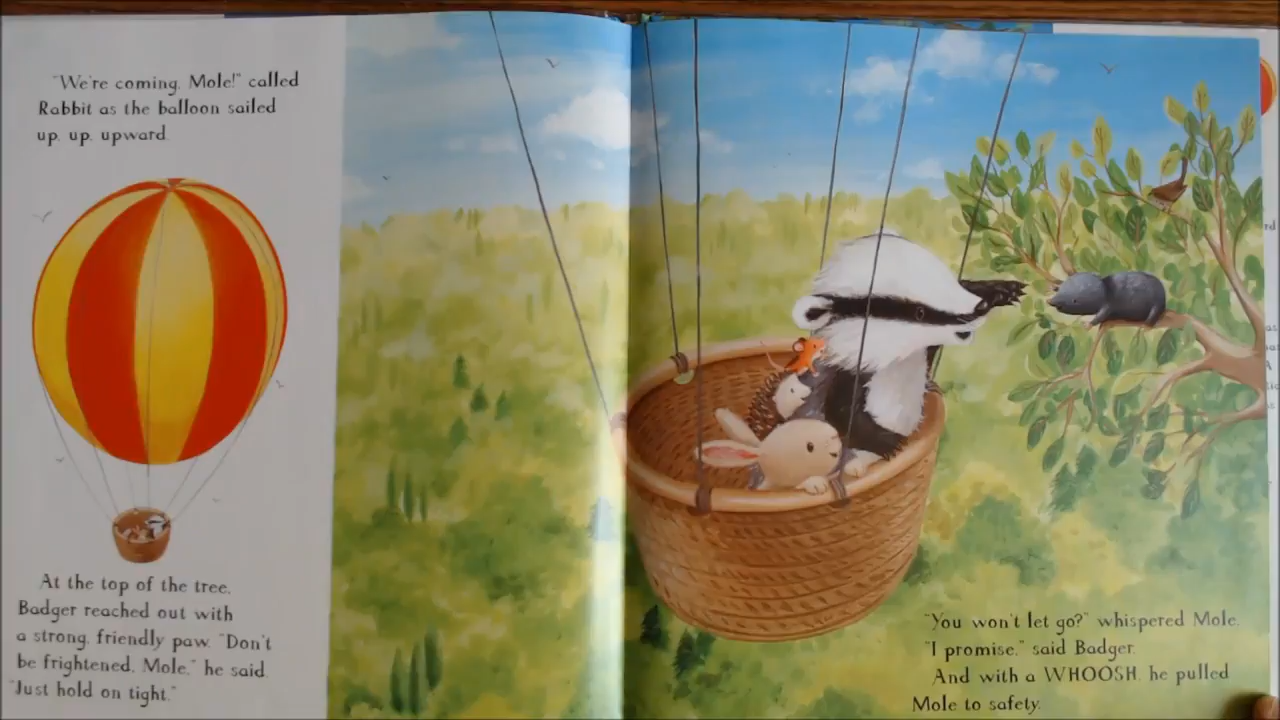 "We're coming, Mole!" called
Rabbit as the balloon sailed
up, up, upward.
At the top of the tree,
Badger reached out with
a strong, friendly paw. "Don't
be frightened, Mole," he said.
"Just hold on tight."
"You won't let go?" whispered Mole.
"I promise," said Badger.
And with a WHOOSH, he pulled
Mole to safety.